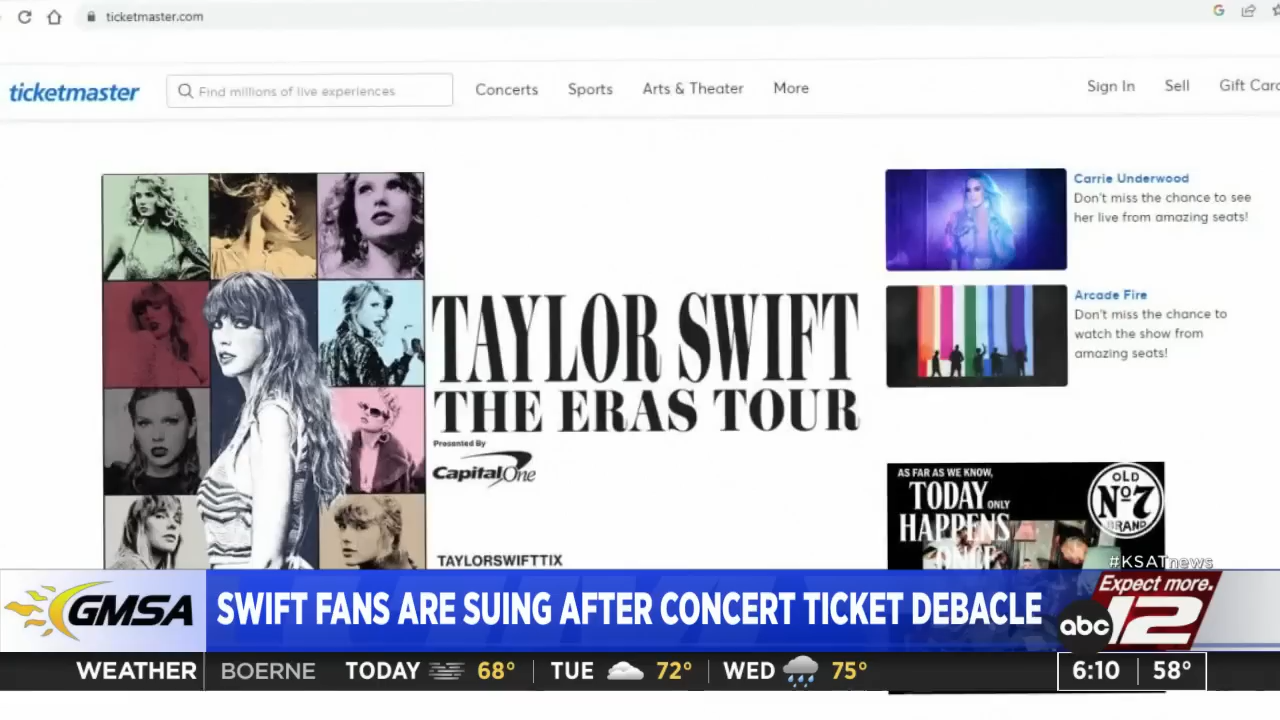 ticketmaster.com
ticketmaster
Find millions of live experiences
Concerts
Sports
Arts & Theater
More
Sign In
Sell
Gift Card
TAYLOR SWIFT
THE ERAS TOUR
Presented By
Capital One
TAYLORSWIFTTIX
Carrie Underwood
Don't miss the chance to see
her live from amazing seats!
Arcade Fire
Don't miss the chance to
watch the show from
amazing seats!
AS FAR AS WE KNOW,
TODAY ONLY
HAPPENS
ONCE
OLD
Nº7
BRAND
#KSATnews
GMSA
SWIFT FANS ARE SUING AFTER CONCERT TICKET DEBACLE
Expect more.
abc 12
WEATHER
BOERNE
TODAY 68°
TUE 72°
WED 75°
6:10
58°